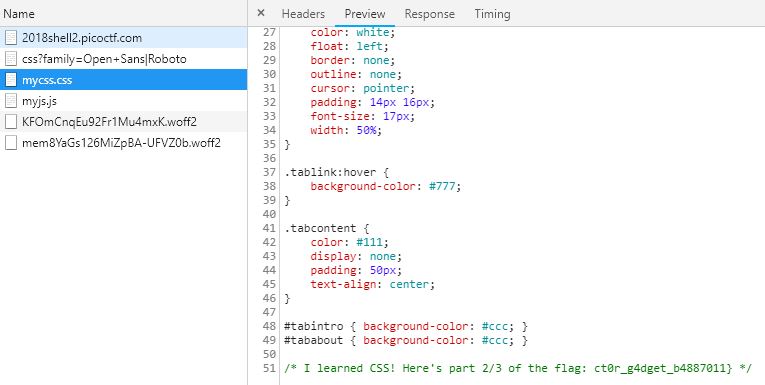 Name
2018shell2.picoctf.com
css?family=Open+Sans|Roboto
mycss.css
myjs.js
KFOmCnqEu92Fr1Mu4mxK.woff2
mem8YaGs126MiZpBA-UFVZ0b.woff2
× Headers Preview Response Timing
27 color: white;
28 float: left;
29 border: none;
30 outline: none;
31 cursor: pointer;
32 padding: 14px 16px;
33 font-size: 17px;
34 width: 50%;
35 }
36
37 .tablink:hover {
38 background-color: #777;
39 }
40
41 .tabcontent {
42 color: #111;
43 display: none;
44 padding: 50px;
45 text-align: center;
46 }
47
48 #tabintro { background-color: #ccc; }
49 #tababout { background-color: #ccc; }
50
51 /* I learned CSS! Here's part 2/3 of the flag: ct0r_g4dget_b4887011} */